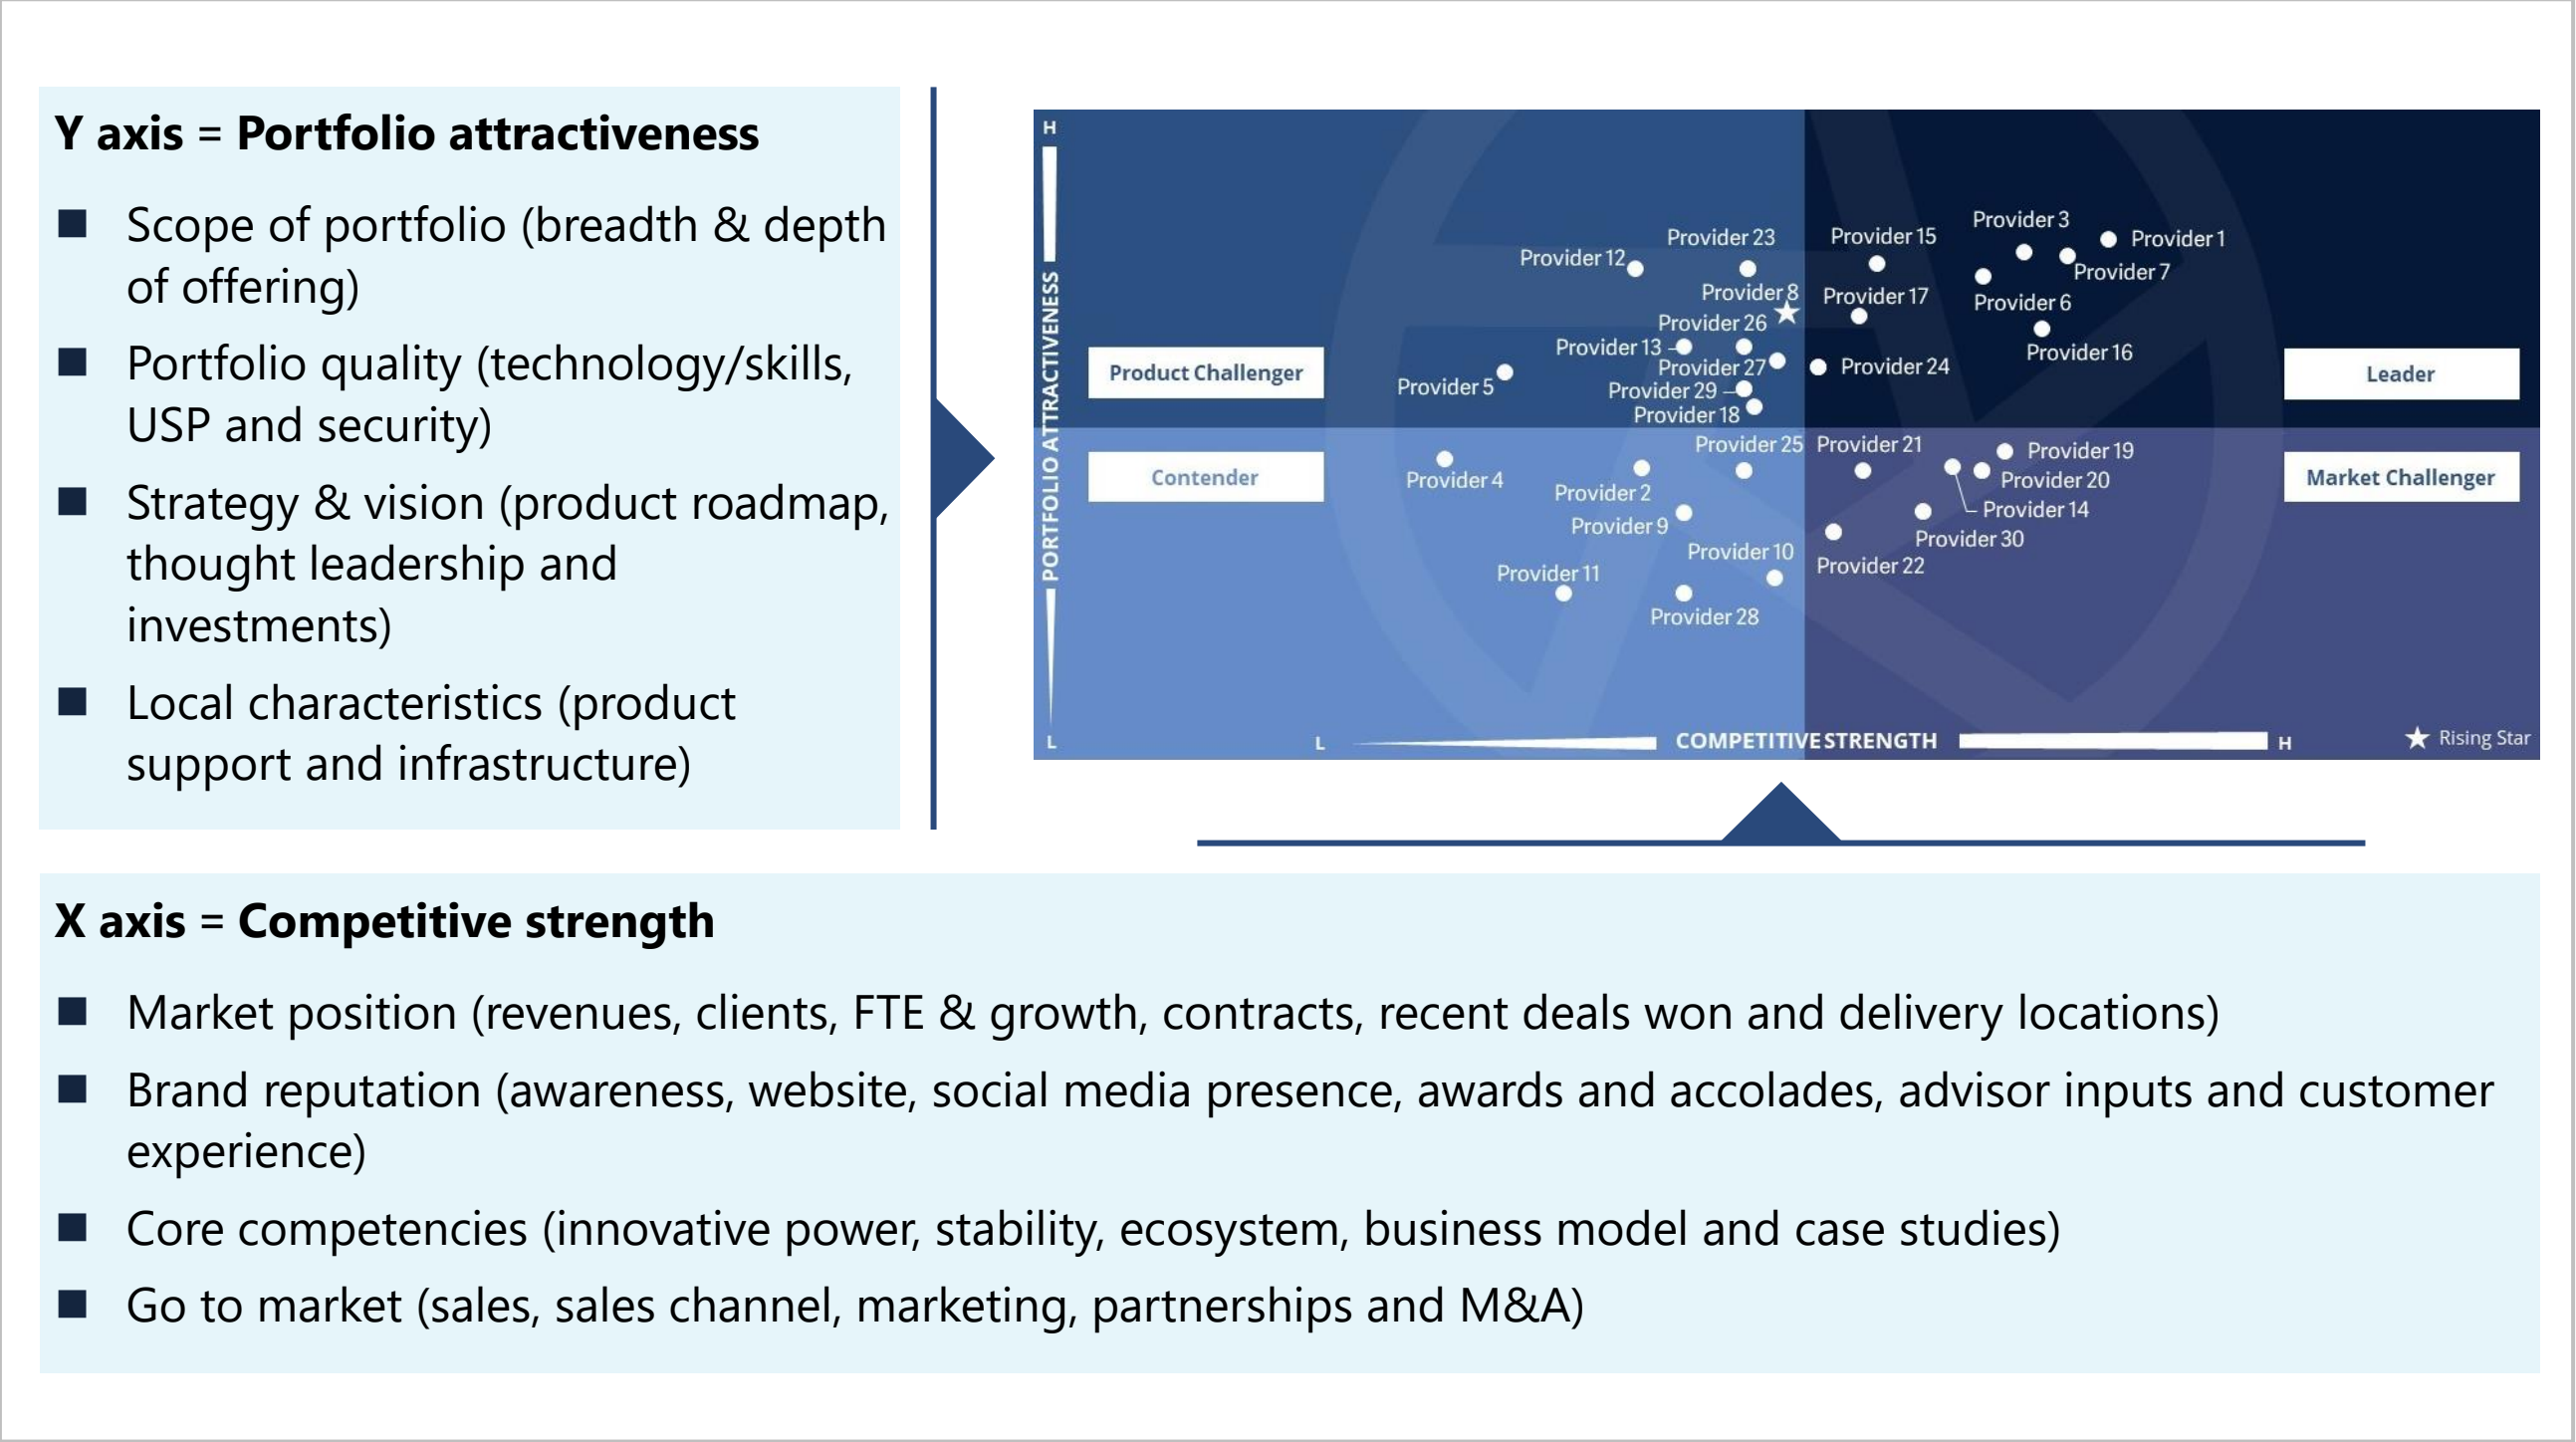 Y axis = Portfolio attractiveness
■ Scope of portfolio (breadth & depth
of offering)
■ Portfolio quality (technology/skills,
USP and security)
■ Strategy & vision (product roadmap,
thought leadership and
investments)
■ Local characteristics (product
support and infrastructure)
H
PORTFOLIO ATTRACTIVENESS
L
Product Challenger
Leader
Contender
Market Challenger
Provider 3
Provider 1
Provider 23
Provider 15
Provider 12
Provider 7
Provider 8
Provider 17
Provider 6
Provider 26
Provider 13
Provider 16
Provider 27
Provider 24
Provider 5
Provider 29
Provider 18
Provider 25
Provider 21
Provider 19
Provider 4
Provider 20
Provider 2
Provider 14
Provider 9
Provider 30
Provider 10
Provider 22
Provider 11
Provider 28
L
COMPETITIVE STRENGTH
H
★ Rising Star
X axis = Competitive strength
■ Market position (revenues, clients, FTE & growth, contracts, recent deals won and delivery locations)
■ Brand reputation (awareness, website, social media presence, awards and accolades, advisor inputs and customer
experience)
■ Core competencies (innovative power, stability, ecosystem, business model and case studies)
■ Go to market (sales, sales channel, marketing, partnerships and M&A)